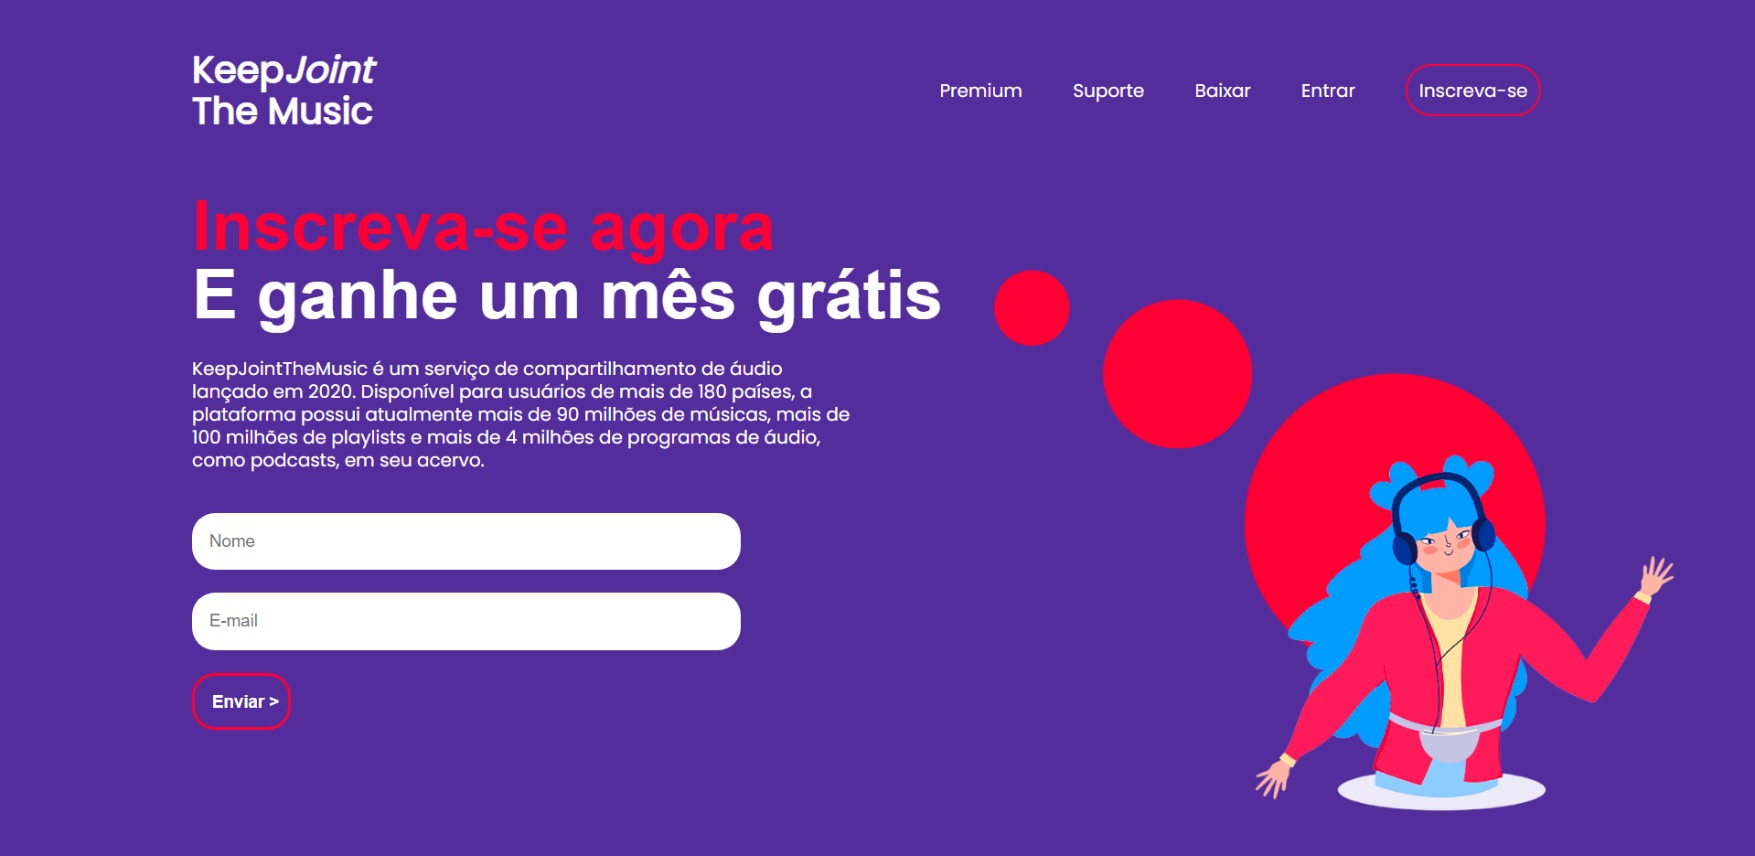 KeepJoint
The Music
Premium
Suporte
Baixar
Entrar
Inscreva-se
Inscreva-se agora
E ganhe um mês grátis
KeepJointTheMusic é um serviço de compartilhamento de áudio
lançado em 2020. Disponível para usuários de mais de 180 países, a
plataforma possui atualmente mais de 90 milhões de músicas, mais de
100 milhões de playlists e mais de 4 milhões de programas de áudio,
como podcasts, em seu acervo.
Nome
E-mail
Enviar >